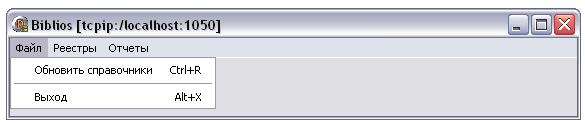 Biblios [tcpip:/localhost:1050]
Файл Реестры Отчеты
Обновить справочники Ctrl+R
Выход Alt+X